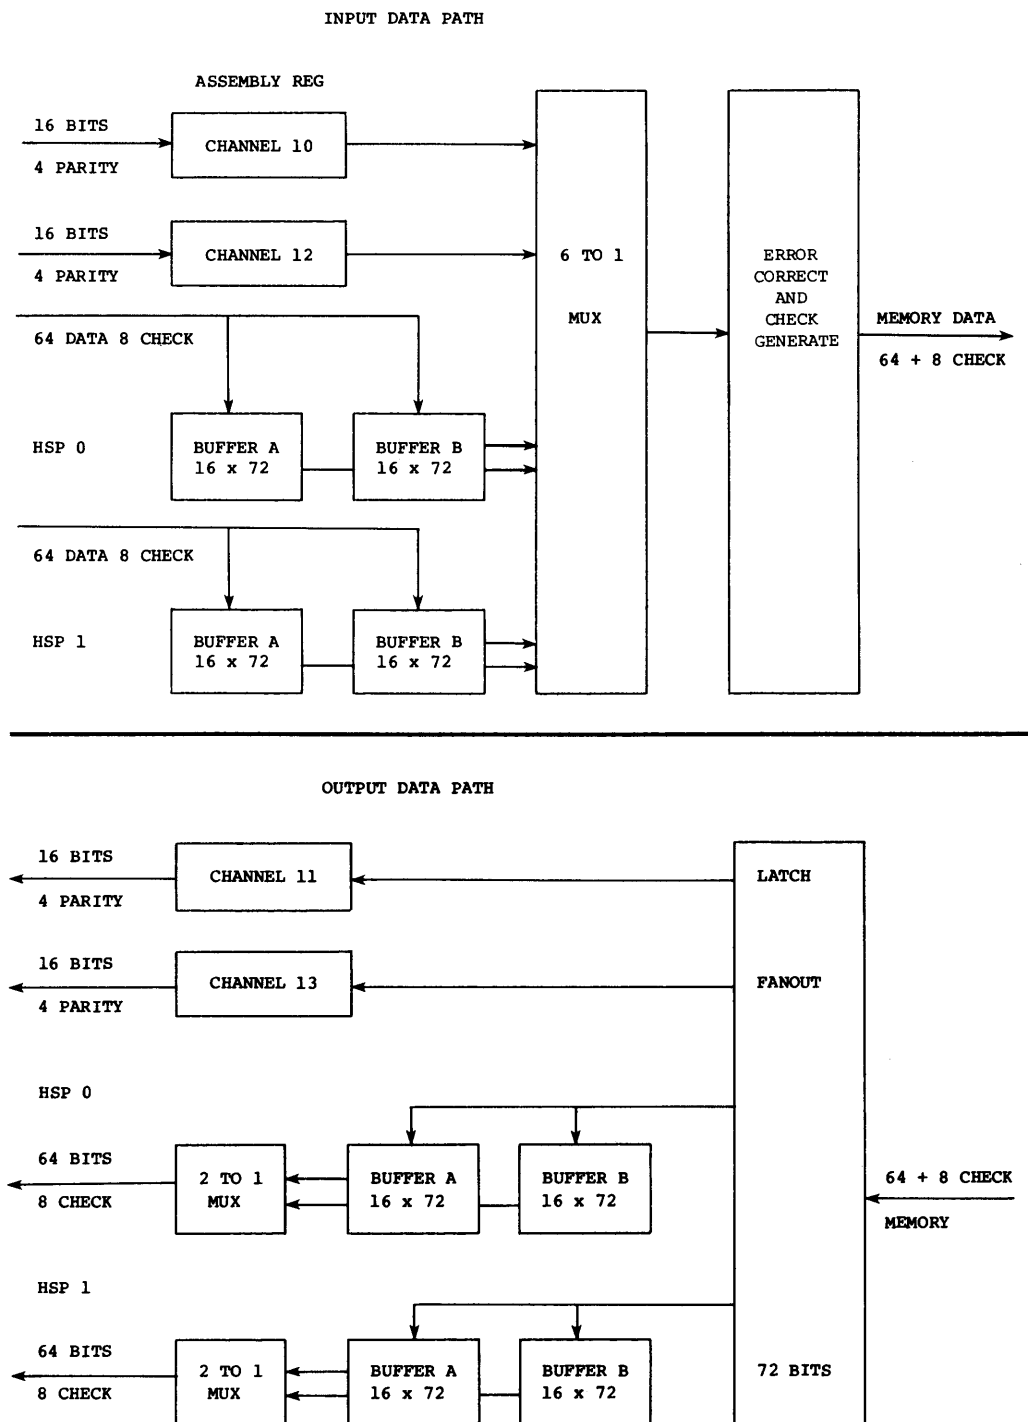 INPUT DATA PATH
ASSEMBLY REG
16 BITS
4 PARITY
CHANNEL 10
16 BITS
4 PARITY
CHANNEL 12
6 TO 1
MUX
ERROR
CORRECT
AND
CHECK
GENERATE
MEMORY DATA
64 + 8 CHECK
64 DATA 8 CHECK
HSP 0
BUFFER A
16 x 72
BUFFER B
16 x 72
64 DATA 8 CHECK
HSP 1
BUFFER A
16 x 72
BUFFER B
16 x 72
OUTPUT DATA PATH
16 BITS
4 PARITY
CHANNEL 11
LATCH
16 BITS
4 PARITY
CHANNEL 13
FANOUT
HSP 0
64 BITS
8 CHECK
2 TO 1
MUX
BUFFER A
16 x 72
BUFFER B
16 x 72
64 + 8 CHECK
MEMORY
HSP 1
64 BITS
8 CHECK
2 TO 1
MUX
BUFFER A
16 x 72
BUFFER B
16 x 72
72 BITS